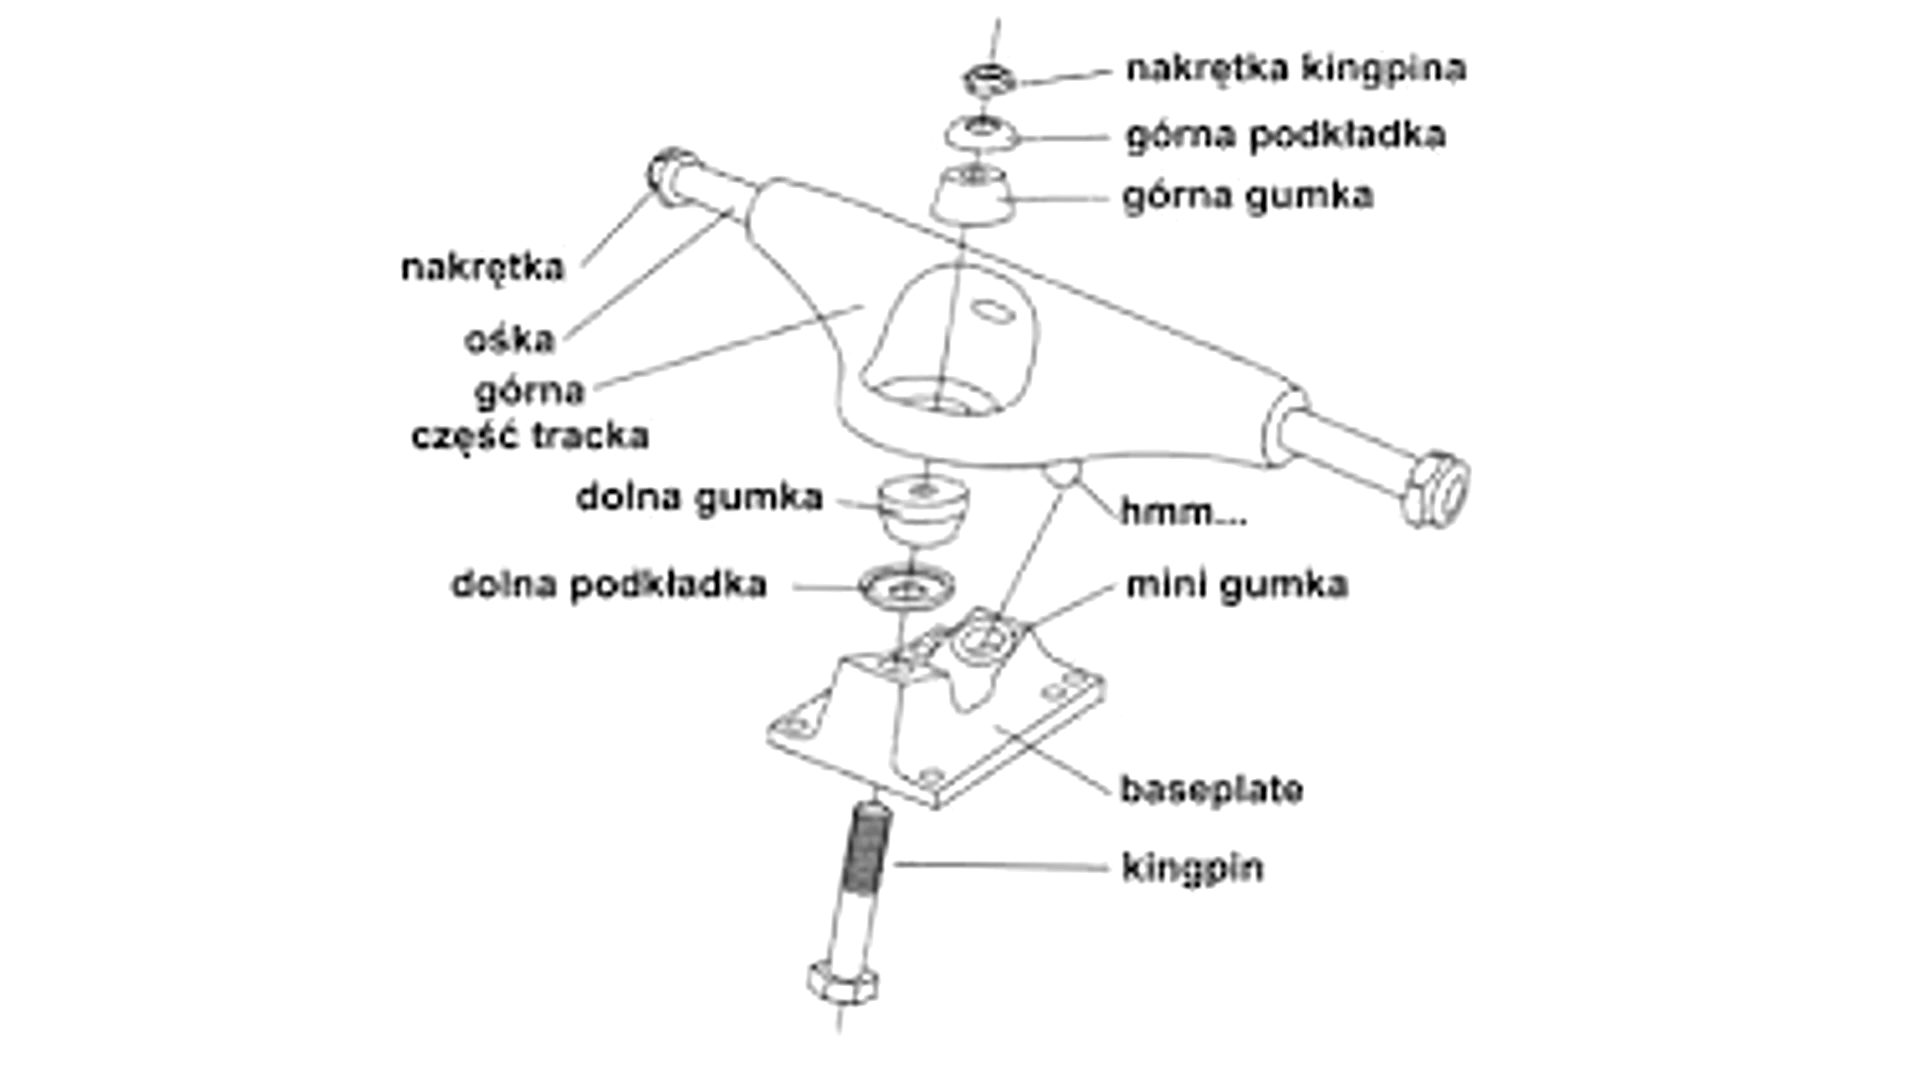 nakrętka kingpina
górna podkładka
górna gumka
nakrętka
ośka
górna
część tracka
dolna gumka
hmm...
dolna podkładka
mini gumka
baseplate
kingpin